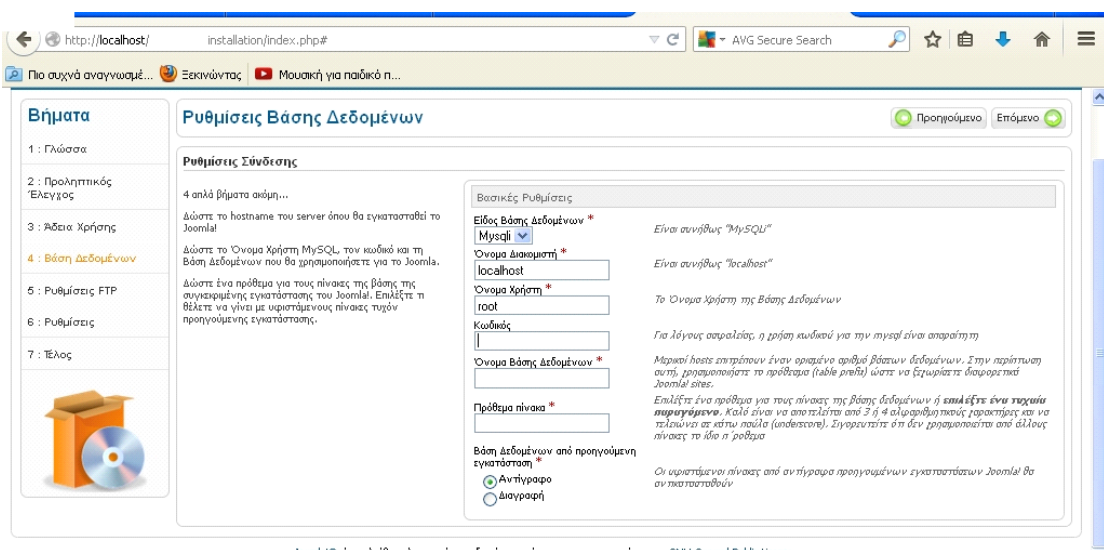 http://localhost/ installation/index.php#
AVG Secure Search
Πιο συχνά αναγνωσμέ...
Ξεκινώντας
Μουσική για παιδικό π...
Βήματα
1 : Γλώσσα
2 : Προληπτικός
Έλεγχος
3 : Άδεια Χρήσης
4 : Βάση Δεδομένων
5 : Ρυθμίσεις FTP
6 : Ρυθμίσεις
7 : Τέλος
Ρυθμίσεις Βάσης Δεδομένων
Προηγούμενο
Επόμενο
Ρυθμίσεις Σύνδεσης
4 απλά βήματα ακόμη...
Δώστε το hostname του server όπου θα εγκατασταθεί το
Joomla!
Δώστε το Όνομα Χρήστη MySQL, τον κωδικό και τη
Βάση Δεδομένων που θα χρησιμοποιήσετε για το Joomla.
Δώστε ένα πρόθεμα για τους πίνακες της βάσης της
συγκεκριμένης εγκατάστασης του Joomla!. Επιλέξτε τι
θέλετε να γίνει με υφιστάμενους πίνακες τυχόν
προηγούμενης εγκατάστασης.
Βασικές Ρυθμίσεις
Είδος Βάσης Δεδομένων *
Mysqli
Είναι συνήθως "MySQLi"
Όνομα Διακομιστή *
localhost
Είναι συνήθως "localhost"
Όνομα Χρήστη *
root
Το Όνομα Χρήστη της Βάσης Δεδομένων
Κωδικός
Για λόγους ασφαλείας, η χρήση κωδικού για την mysql είναι απαραίτητη
Όνομα Βάσης Δεδομένων *
Μερικοί hosts επιτρέπουν έναν ορισμένο αριθμό βάσεων δεδομένων. Στην περίπτωση
αυτή, χρησιμοποιήστε το πρόθεμα (table prefix) ώστε να ξεχωρίσετε διαφορετικά
Joomla! sites.
Πρόθεμα πίνακα *
Επιλέξτε ένα πρόθεμα για τους πίνακες της βάσης δεδομένων ή επιλέξτε ένα τυχαία
παραγόμενο. Καλό είναι να αποτελείται από 3 ή 4 αλφαριθμητικούς χαρακτήρες και να
τελειώνει σε κάτω παύλα (underscore). Σιγορευτείτε ότι δεν χρησιμοποιείται από άλλους
πίνακες το ίδιο π΄ροθεμα
Βάση Δεδομένων από προηγούμενη
εγκατάσταση *
Αντίγραφο
Διαγραφή
Οι υφιστάμενοι πίνακες από αντίγραφα προηγουμένων εγκαταστάσεων Joomla! θα
αντικατασταθούν